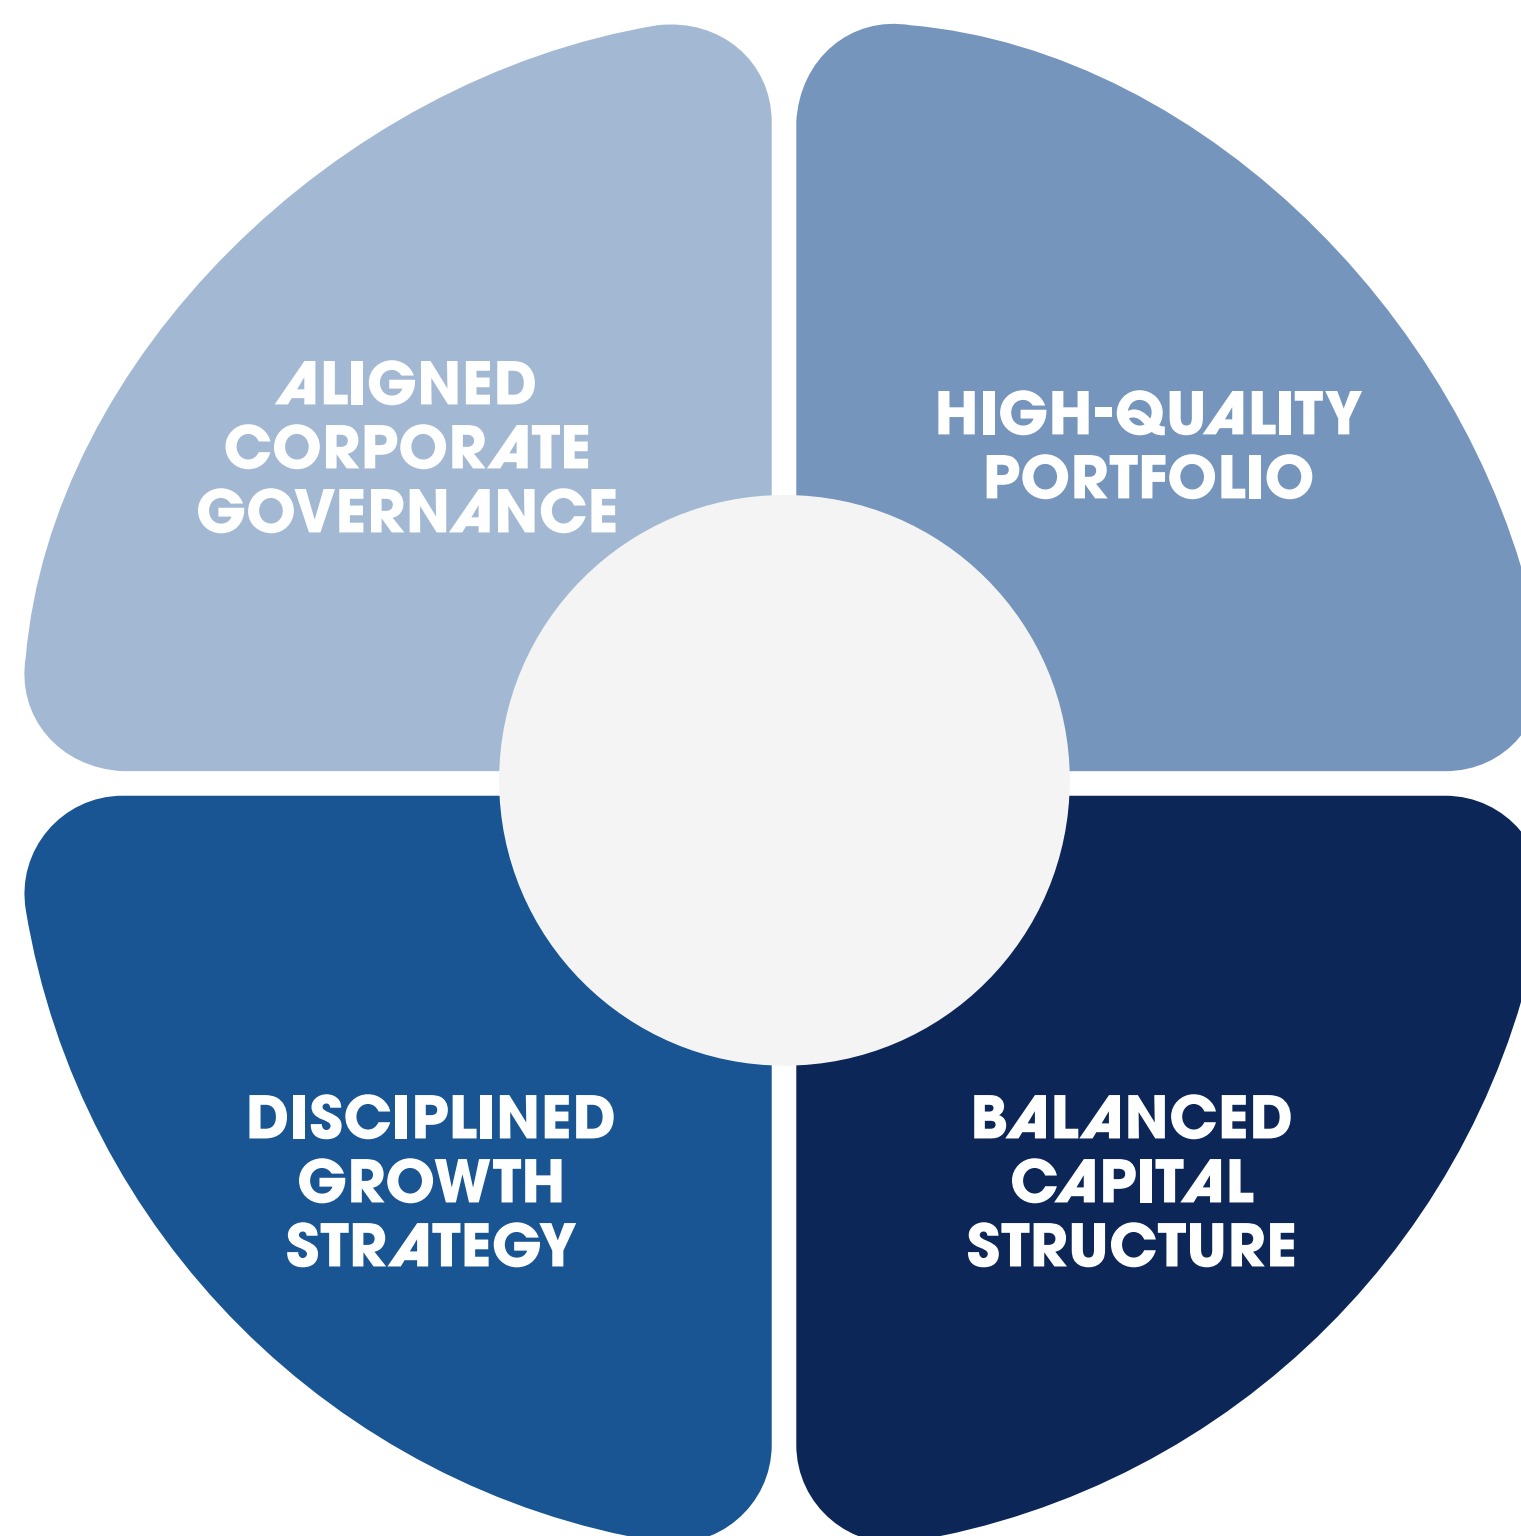 ALIGNED
CORPORATE
GOVERNANCE
HIGH-QUALITY
PORTFOLIO
DISCIPLINED
GROWTH
STRATEGY
BALANCED
CAPITAL
STRUCTURE